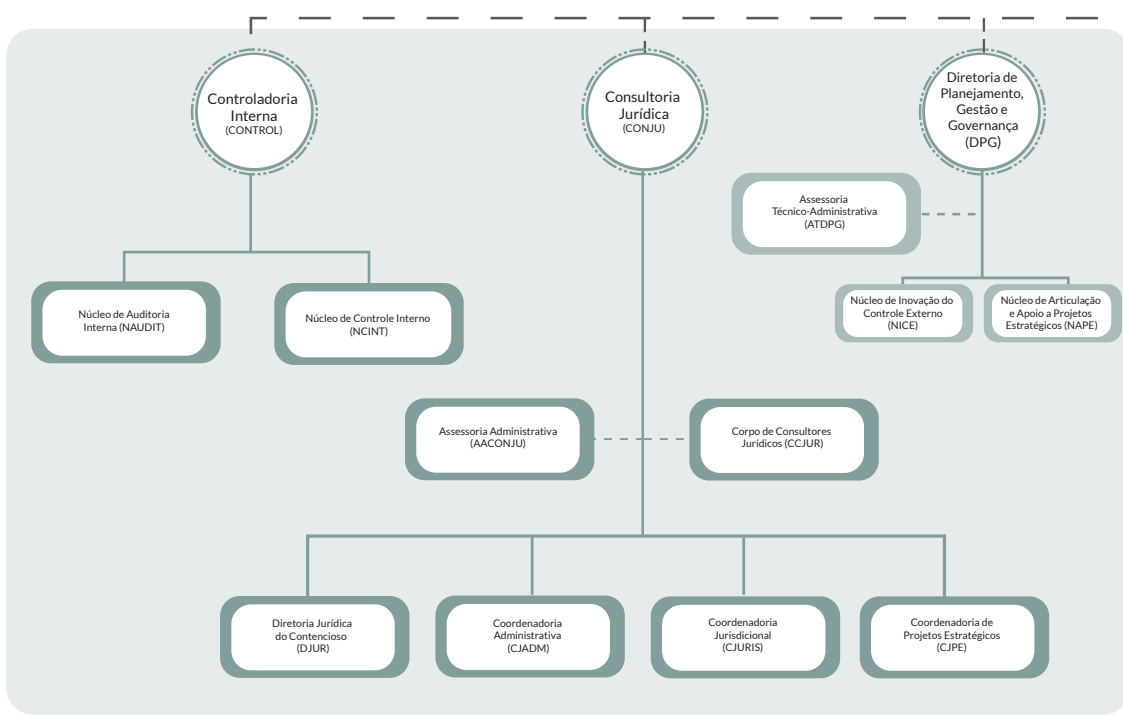 Controladoria
Interna
(CONTROL)
Consultoria
Jurídica
(CONJU)
Diretoria de
Planejamento,
Gestão e
Governança
(DPG)
Assessoria
Técnico-Administrativa
(ATDPG)
Núcleo de Auditoria
Interna (NAUDIT)
Núcleo de Controle Interno
(NCINT)
Núcleo de Inovação do
Controle Externo
(NICE)
Núcleo de Articulação
e Apoio a Projetos
Estratégicos (NAPE)
Assessoria Administrativa
(AACONJU)
Corpo de Consultores
Jurídicos (CCJUR)
Diretoria Jurídica
do Contencioso
(DJUR)
Coordenadoria
Administrativa
(CJADM)
Coordenadoria
Jurisdicional
(CJURIS)
Coordenadoria de
Projetos Estratégicos
(CJPE)